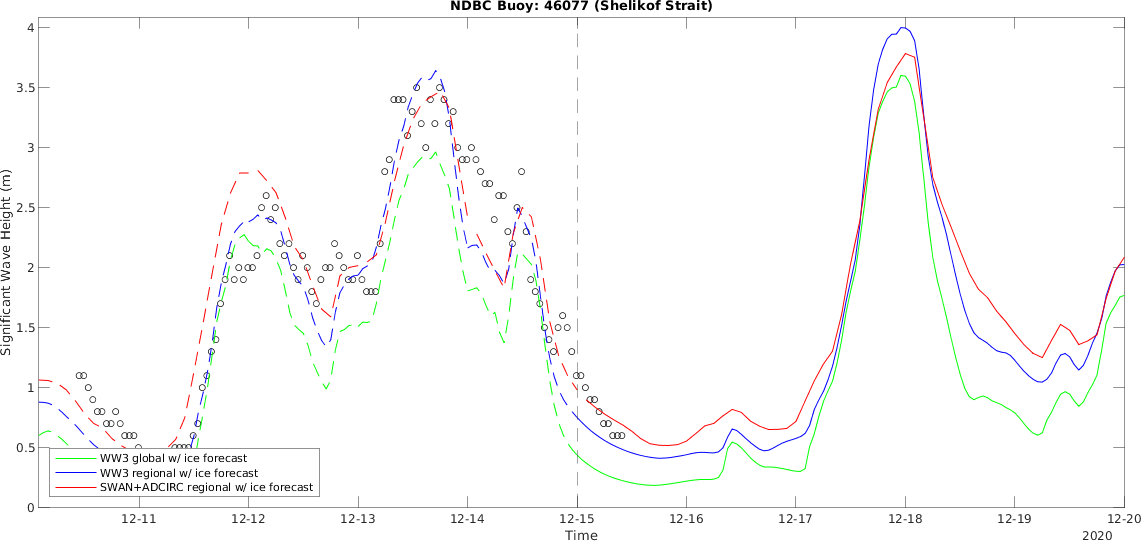 NDBC Buoy: 46077 (Shelikof Strait)
4
3.5
3
2.5
2
1.5
1
0.5
0
Significant Wave Height (m)
WW3 global w/ ice forecast
WW3 regional w/ ice forecast
SWAN+ADCIRC regional w/ ice forecast
12-11 12-12 12-13 12-14 12-15 12-16 12-17 12-18 12-19 12-20
Time
2020